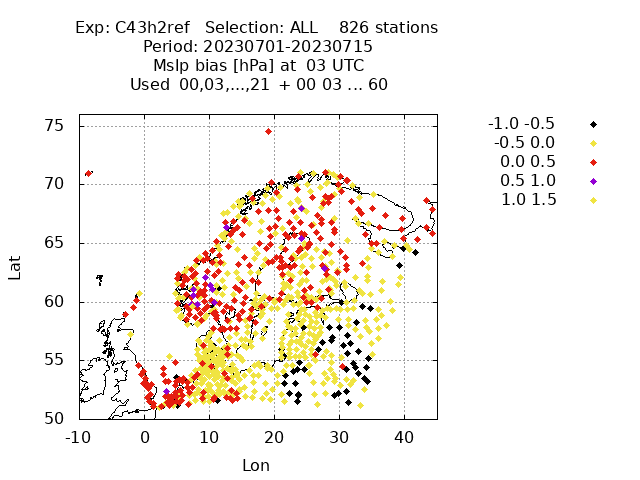 Exp: C43h2ref   Selection: ALL    826 stations
Period: 20230701-20230715
Mslp bias [hPa] at  03 UTC
Used  00,03,...,21  + 00 03 ... 60
-1.0 -0.5
-0.5 0.0
0.0 0.5
0.5 1.0
1.0 1.5
75
70
65
60
55
50
Lat
-10 0 10 20 30 40
Lon